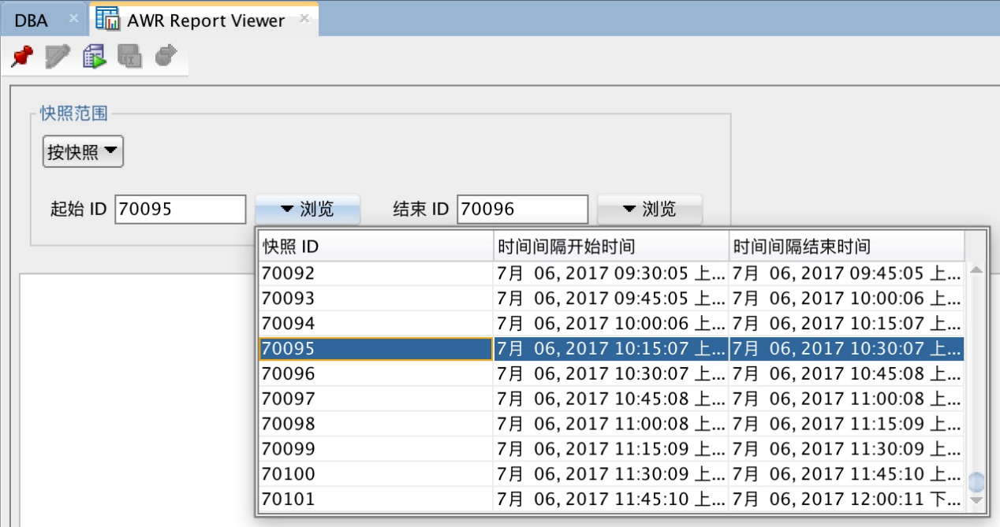 DBA AWR Report Viewer
快照范围
按快照
起始 ID 70095 浏览 结束 ID 70096 浏览
快照 ID 时间间隔开始时间 时间间隔结束时间
70092 7月 06, 2017 09:30:05 上... 7月 06, 2017 09:45:05 上...
70093 7月 06, 2017 09:45:05 上... 7月 06, 2017 10:00:06 上...
70094 7月 06, 2017 10:00:06 上... 7月 06, 2017 10:15:07 上...
70095 7月 06, 2017 10:15:07 上... 7月 06, 2017 10:30:07 上...
70096 7月 06, 2017 10:30:07 上... 7月 06, 2017 10:45:08 上...
70097 7月 06, 2017 10:45:08 上... 7月 06, 2017 11:00:08 上...
70098 7月 06, 2017 11:00:08 上... 7月 06, 2017 11:15:09 上...
70099 7月 06, 2017 11:15:09 上... 7月 06, 2017 11:30:09 上...
70100 7月 06, 2017 11:30:09 上... 7月 06, 2017 11:45:10 上...
70101 7月 06, 2017 11:45:10 上... 7月 06, 2017 12:00:11 下...